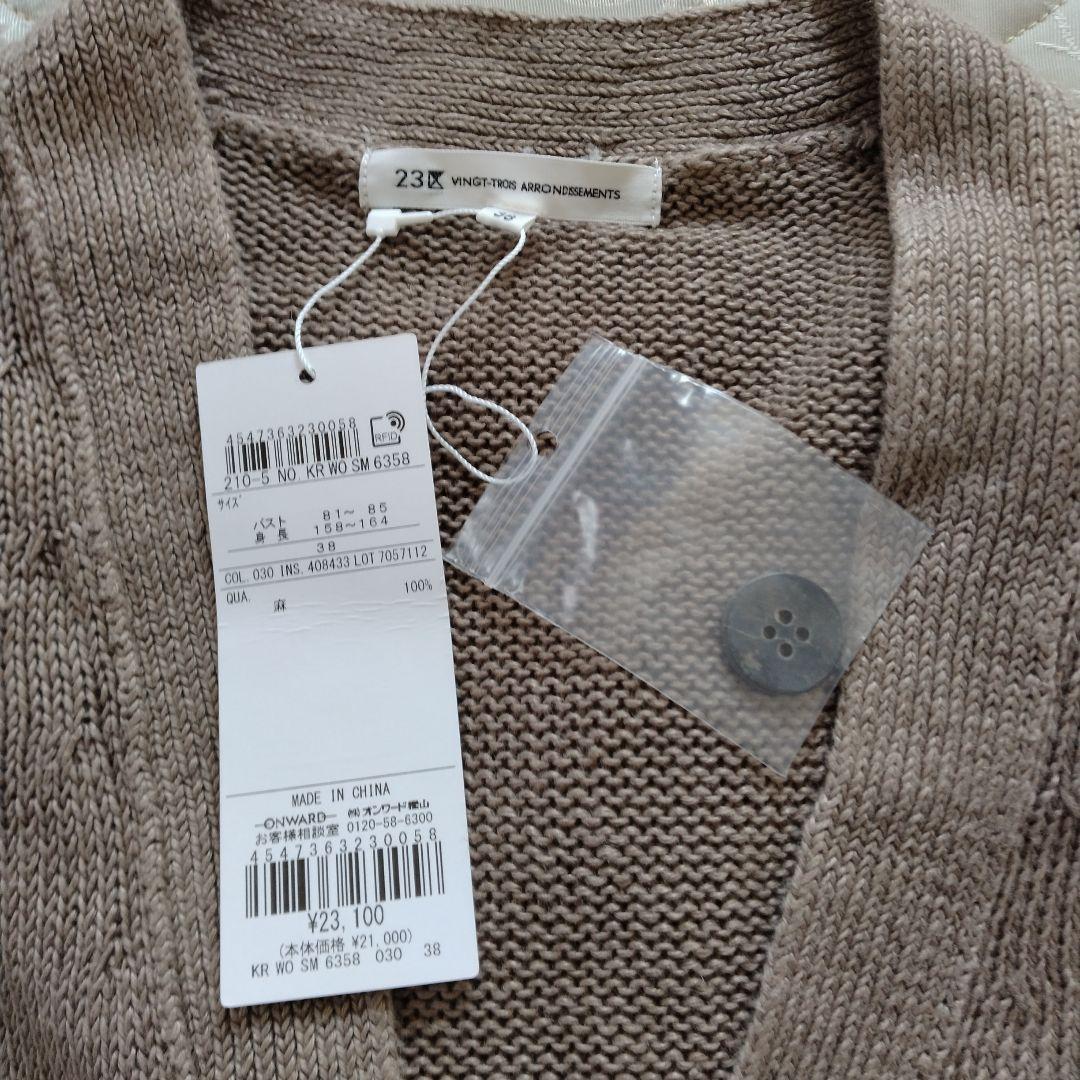 23区 VINGT-TROIS ARRONDISSEMENTS
38
4547363230058
RFID
210-5 NO. KR WO SM 6358
サイズ
バスト 81~ 85
身長 158~164
38
COL. 030 INS. 408433 LOT 7057112
QUA. 麻 100%
MADE IN CHINA
ONWARD ㈱オンワード樫山
お客様相談室 0120-58-6300
4547363230058
¥23,100
(本体価格 ¥21,000)
KR WO SM 6358 030 38